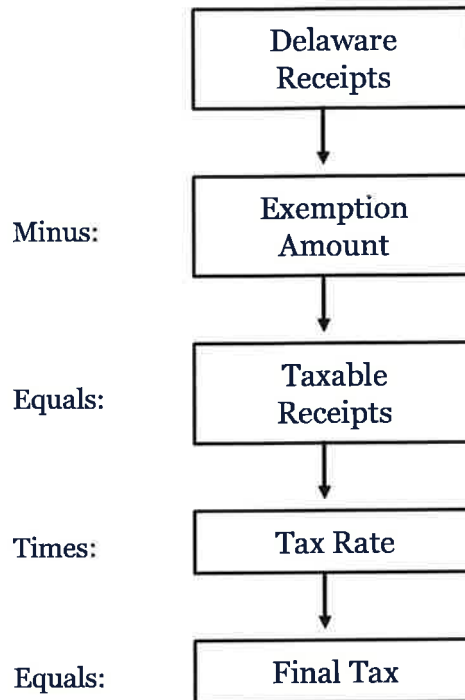 Delaware
Receipts
Minus:
Exemption
Amount
Equals:
Taxable
Receipts
Times:
Tax Rate
Equals:
Final Tax